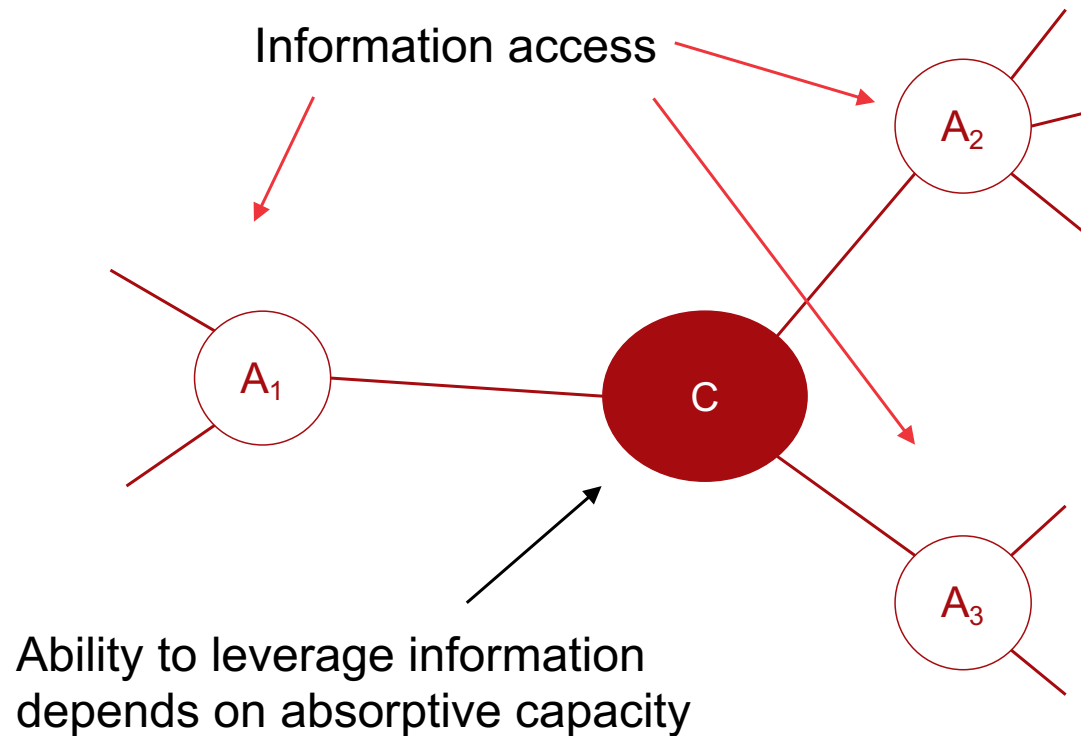 Information access
A₂
A₁
C
A₃
Ability to leverage information
depends on absorptive capacity